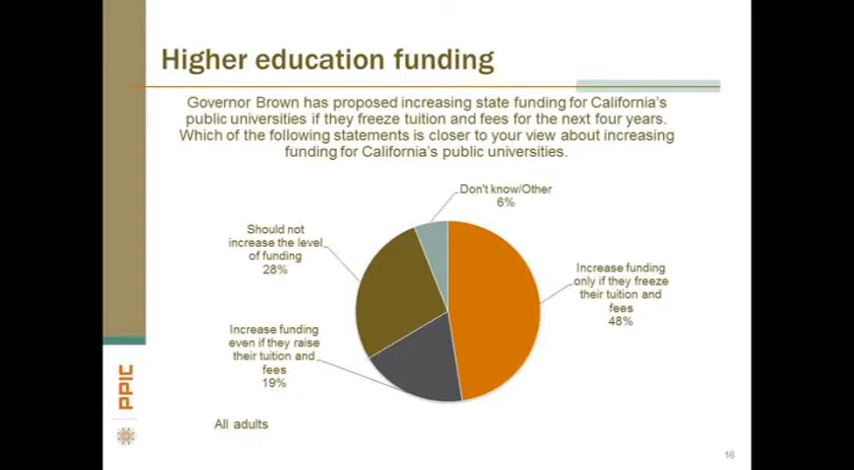 Higher education funding
Governor Brown has proposed increasing state funding for California's
public universities if they freeze tuition and fees for the next four years.
Which of the following statements is closer to your view about increasing
funding for California's public universities.
Don't know/Other
6%
Should not
increase the level
of funding
28%
Increase funding
only if they freeze
their tuition and
fees
48%
Increase funding
even if they raise
their tuition and
fees
19%
PPIC
All adults
16